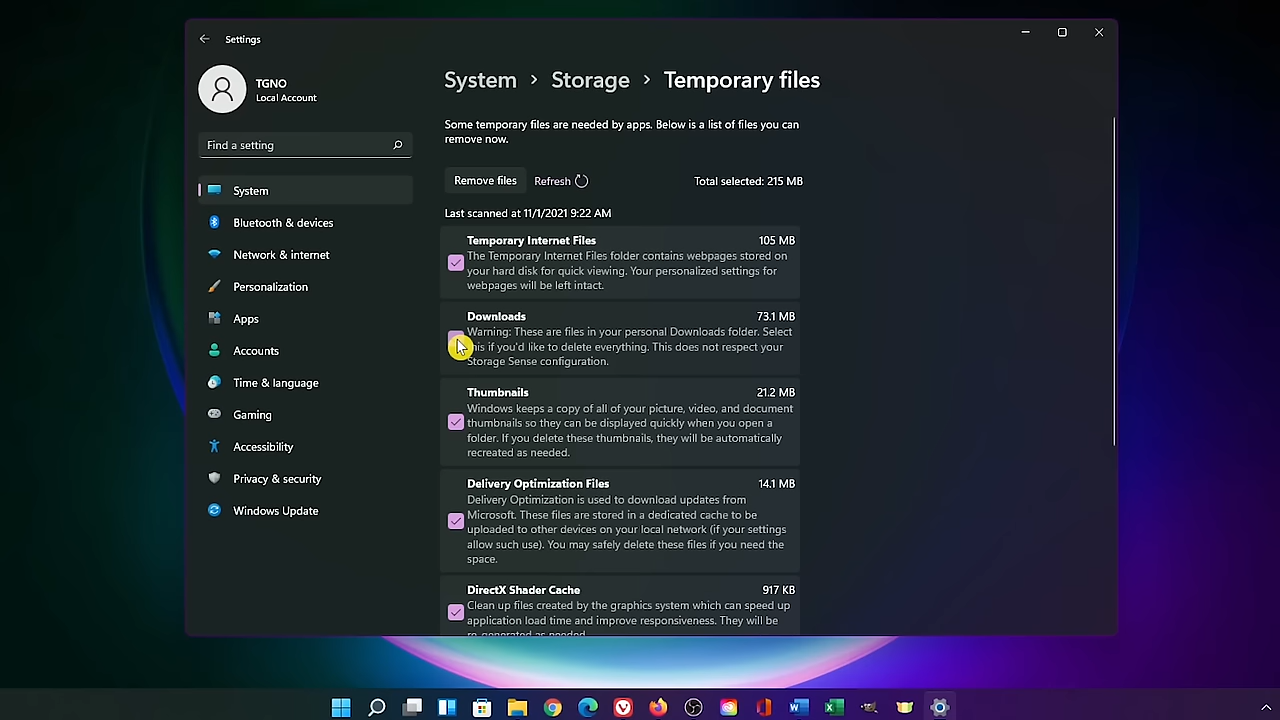 Settings
TGNO
Local Account
Find a setting
System
Bluetooth & devices
Network & internet
Personalization
Apps
Accounts
Time & language
Gaming
Accessibility
Privacy & security
Windows Update
System > Storage > Temporary files
Some temporary files are needed by apps. Below is a list of files you can
remove now.
Remove files Refresh Total selected: 215 MB
Last scanned at 11/1/2021 9:22 AM
Temporary Internet Files 105 MB
The Temporary Internet Files folder contains webpages stored on
your hard disk for quick viewing. Your personalized settings for
webpages will be left intact.
Downloads 73.1 MB
Warning: These are files in your personal Downloads folder. Select
this if you'd like to delete everything. This does not respect your
Storage Sense configuration.
Thumbnails 21.2 MB
Windows keeps a copy of all of your picture, video, and document
thumbnails so they can be displayed quickly when you open a
folder. If you delete these thumbnails, they will be automatically
recreated as needed.
Delivery Optimization Files 14.1 MB
Delivery Optimization is used to download updates from
Microsoft. These files are stored in a dedicated cache to be
uploaded to other devices on your local network (if your settings
allow such use). You may safely delete these files if you need the
space.
DirectX Shader Cache 917 KB
Clean up files created by the graphics system which can speed up
application load time and improve responsiveness. They will be
re-generated as needed.